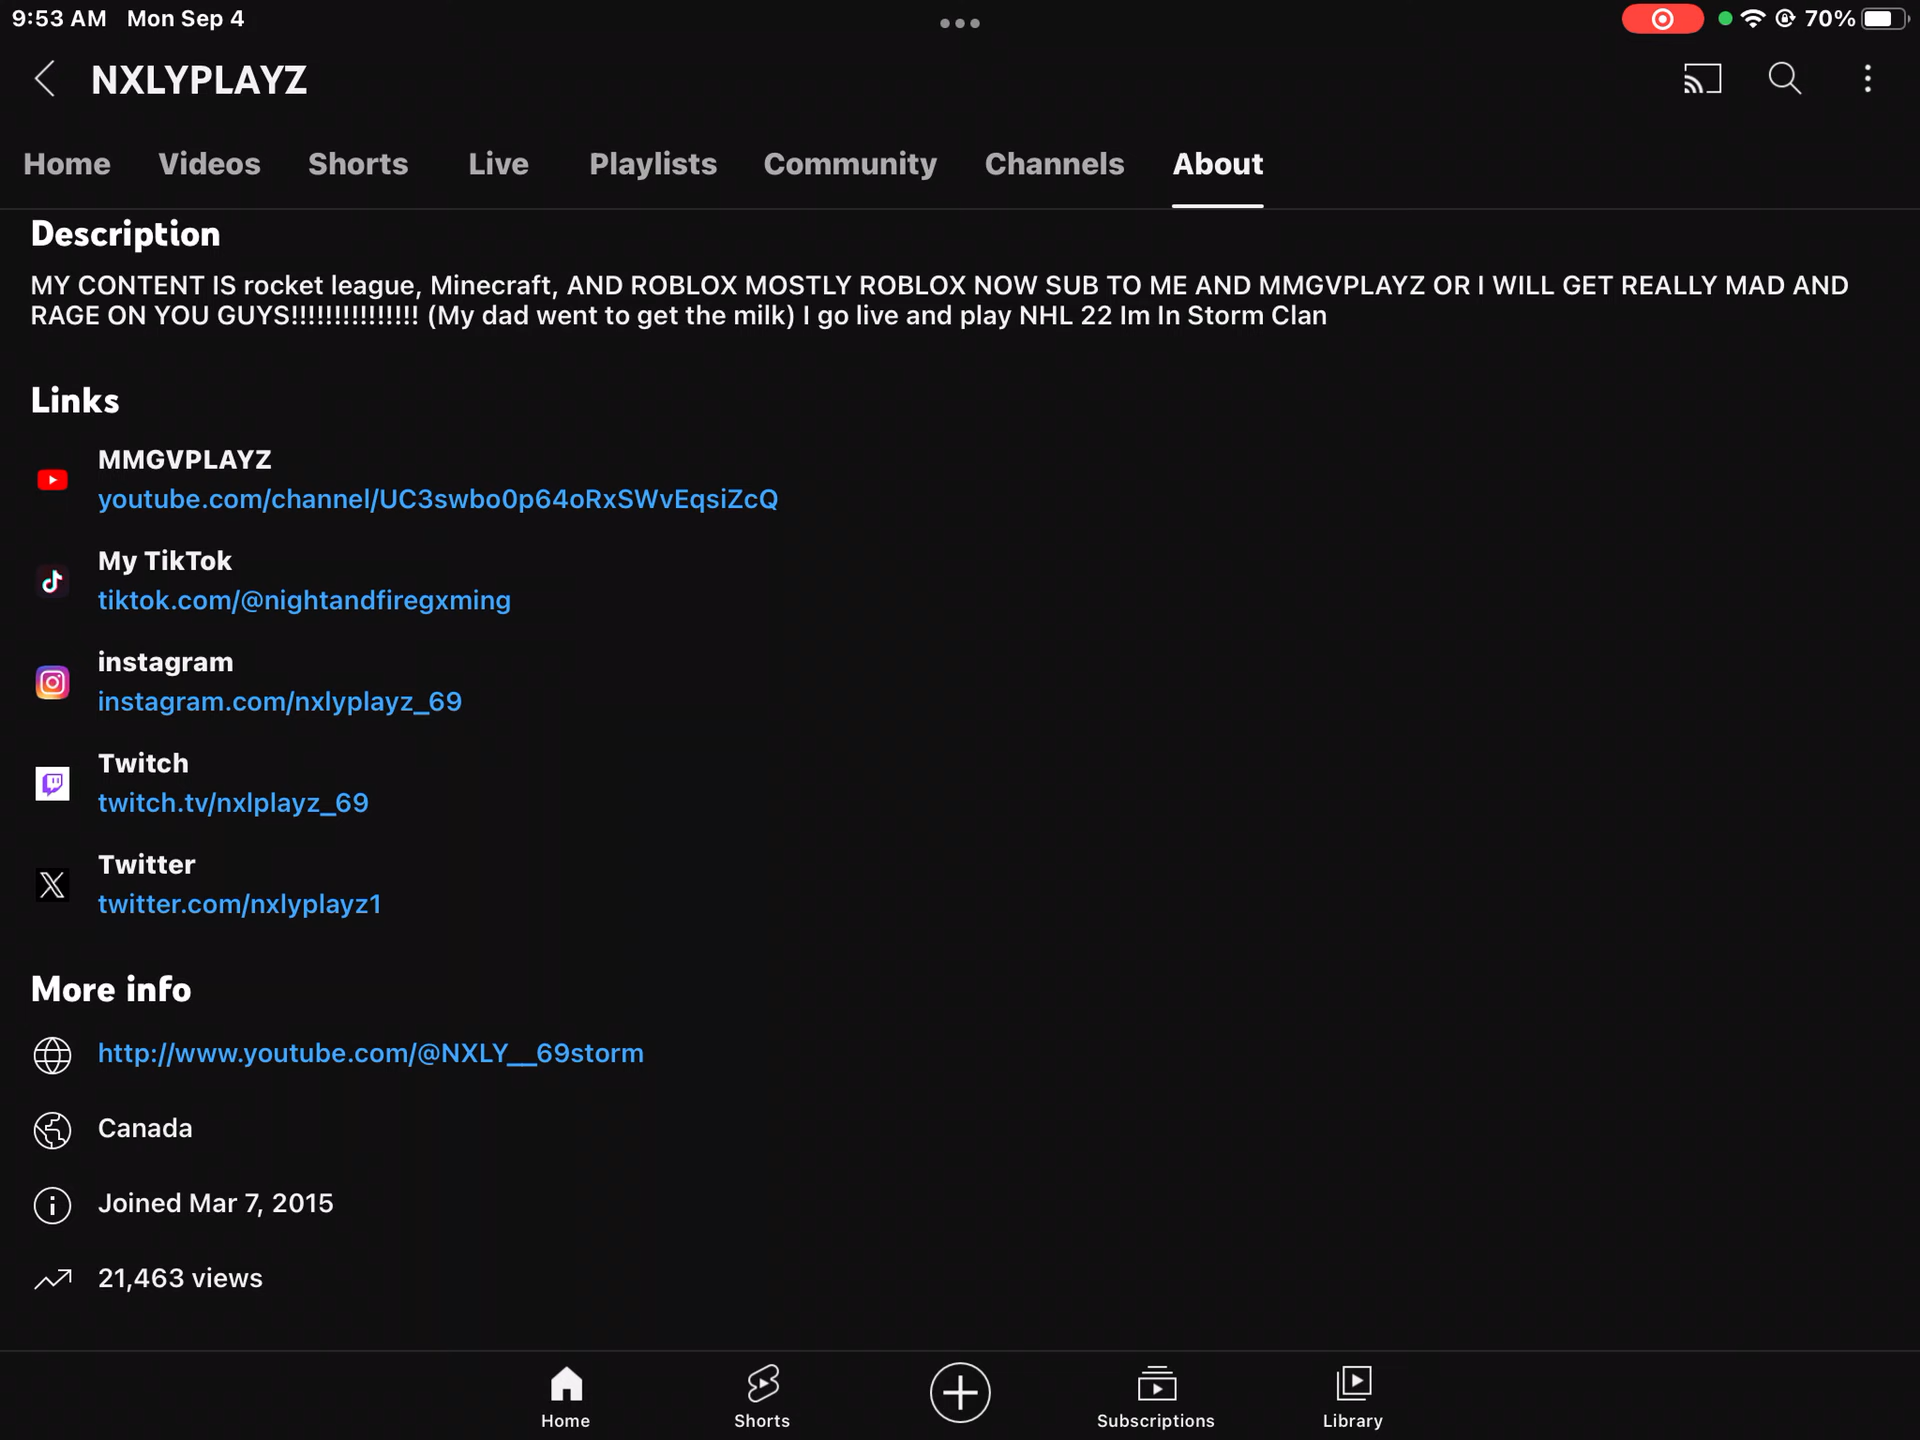 9:53 AM Mon Sep 4
70%
NXLYPLAYZ
Home Videos Shorts Live Playlists Community Channels About
Description
MY CONTENT IS rocket league, Minecraft, AND ROBLOX MOSTLY ROBLOX NOW SUB TO ME AND MMGVPLAYZ OR I WILL GET REALLY MAD AND
RAGE ON YOU GUYS!!!!!!!!!!!!!!! (My dad went to get the milk) I go live and play NHL 22 Im In Storm Clan
Links
MMGVPLAYZ
youtube.com/channel/UC3swbo0p64oRxSWvEqsiZcQ
My TikTok
tiktok.com/@nightandfiregxming
instagram
instagram.com/nxlyplayz_69
Twitch
twitch.tv/nxlplayz_69
Twitter
twitter.com/nxlyplayz1
More info
http://www.youtube.com/@NXLY__69storm
Canada
Joined Mar 7, 2015
21,463 views
Home Shorts Subscriptions Library